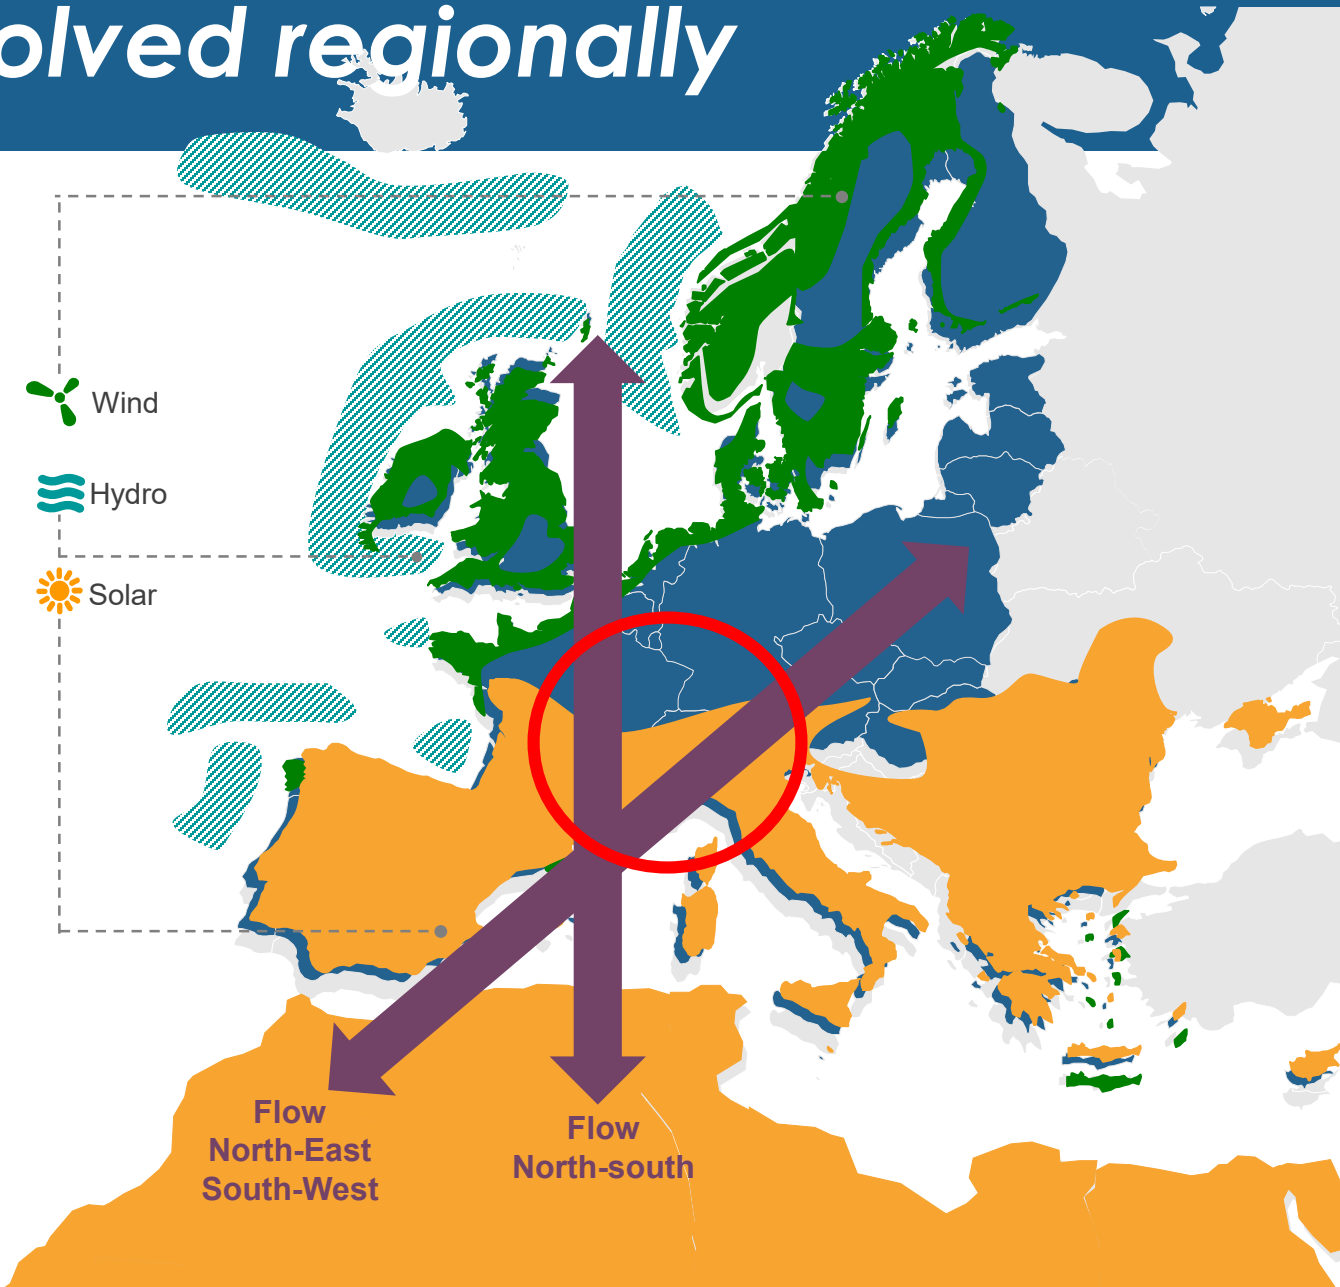 olved regionally
Wind
Hydro
Solar
Flow
North-East
South-West
Flow
North-south